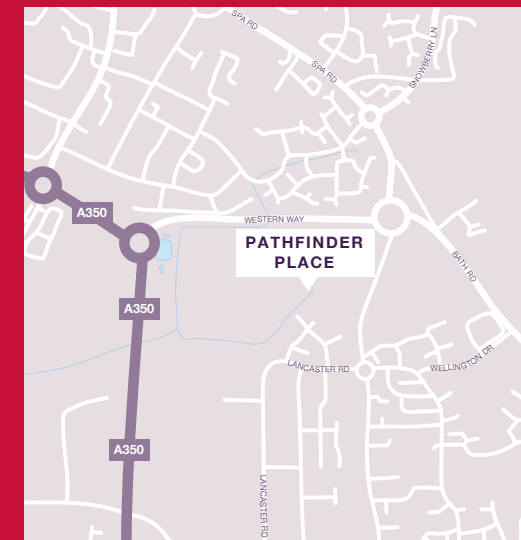 SPA RD
SPA RD
SNOWBERRY LN
A350
WESTERN WAY
PATHFINDER
PLACE
BATH RD
A350
LANCASTER RD
WELLINGTON DR
A350
LANCASTER RD